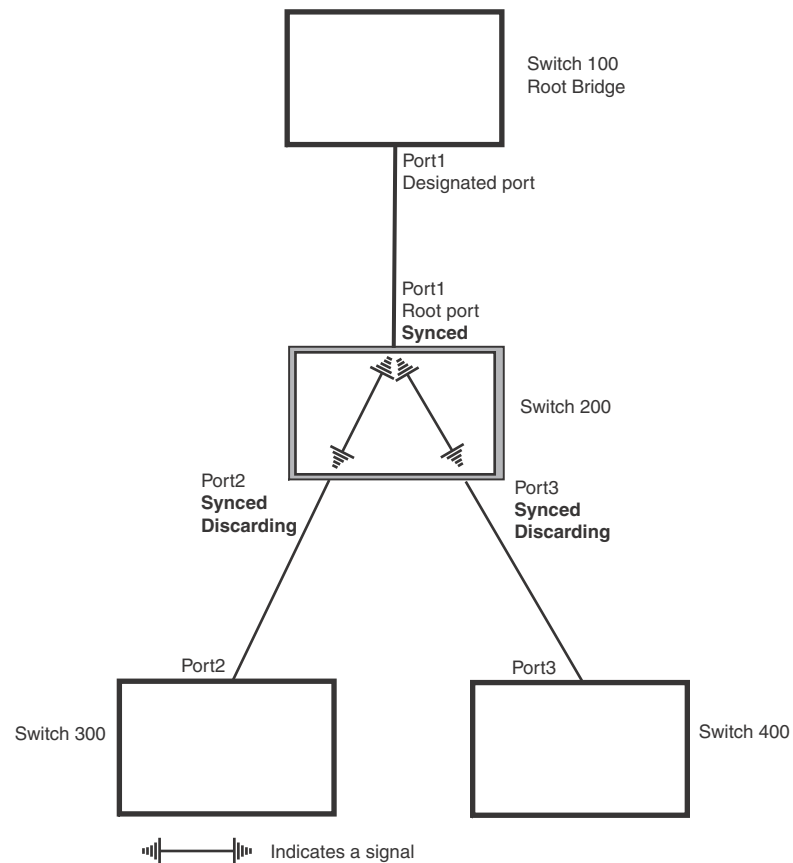 Switch 100
Root Bridge
Port1
Designated port
Port1
Root port
Synced
Switch 200
Port2
Synced
Discarding
Port3
Synced
Discarding
Port2
Port3
Switch 300
Switch 400
Indicates a signal